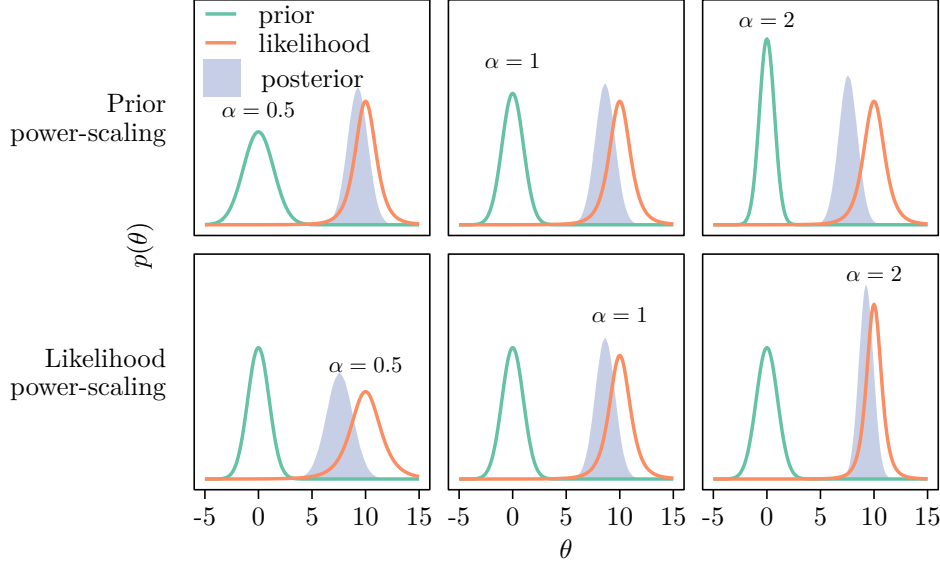 prior
likelihood
posterior
α = 0.5
α = 1
α = 2
Prior
power-scaling
p(θ)
α = 0.5
α = 1
α = 2
Likelihood
power-scaling
-5 0 5 10 15
-5 0 5 10 15
-5 0 5 10 15
θ